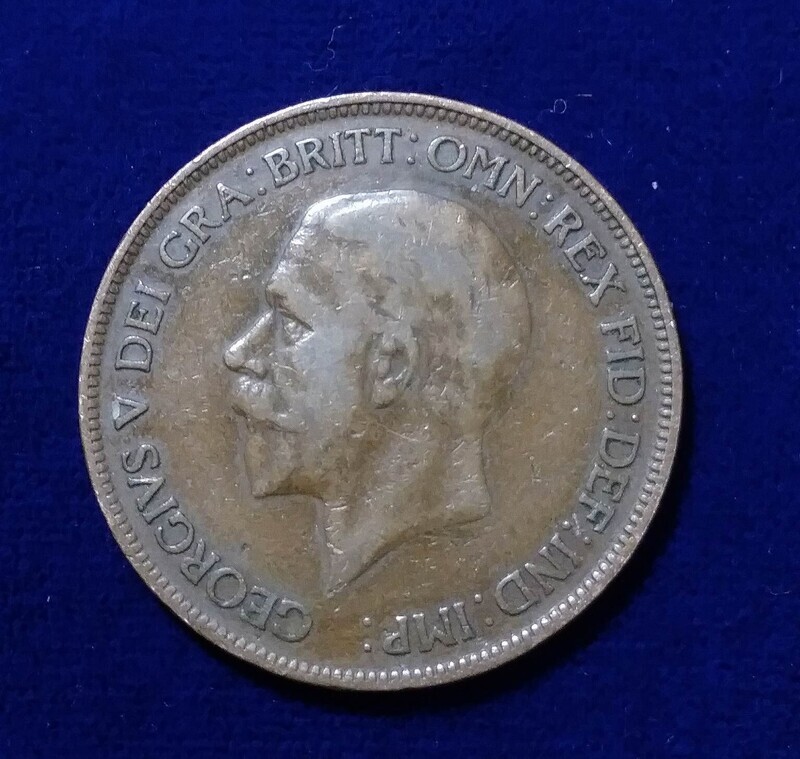 GEORGIVS V DEI GRA: BRITT: OMN: REX FID: DEF: IND: IMP: